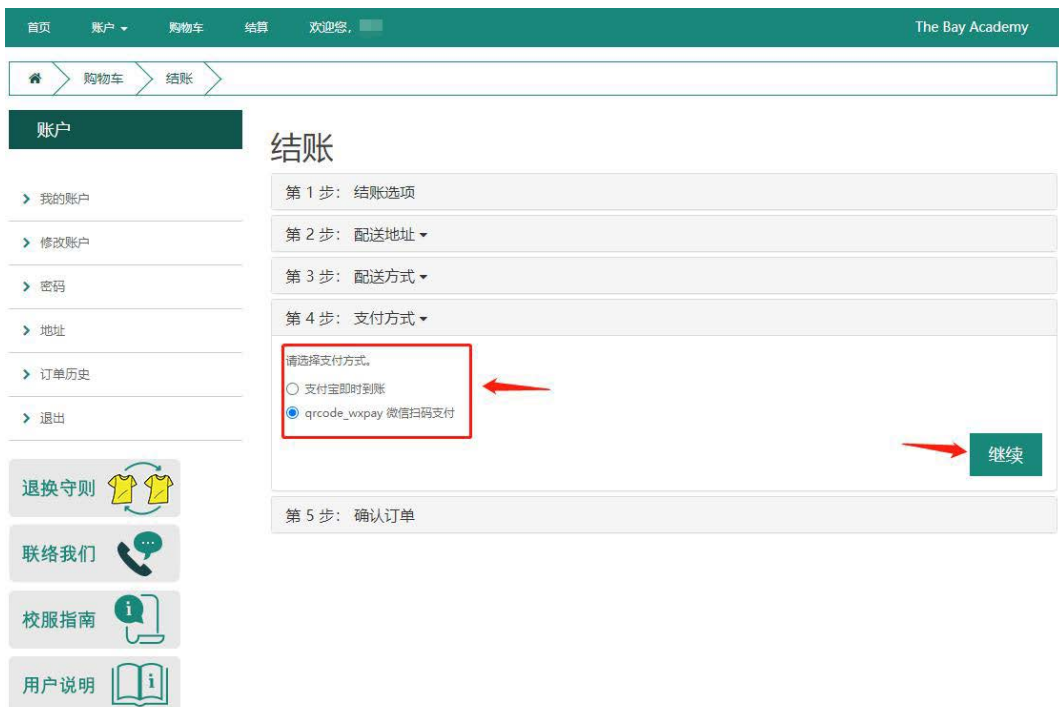 首页 账户 购物车 结算 欢迎您, The Bay Academy
购物车 结账
账户
我的账户
修改账户
密码
地址
订单历史
退出
退换守则
联络我们
校服指南
用户说明
结账
第 1 步： 结账选项
第 2 步： 配送地址
第 3 步： 配送方式
第 4 步： 支付方式
请选择支付方式。
支付宝即时到账
qrcode_wxpay 微信扫码支付
继续
第 5 步： 确认订单